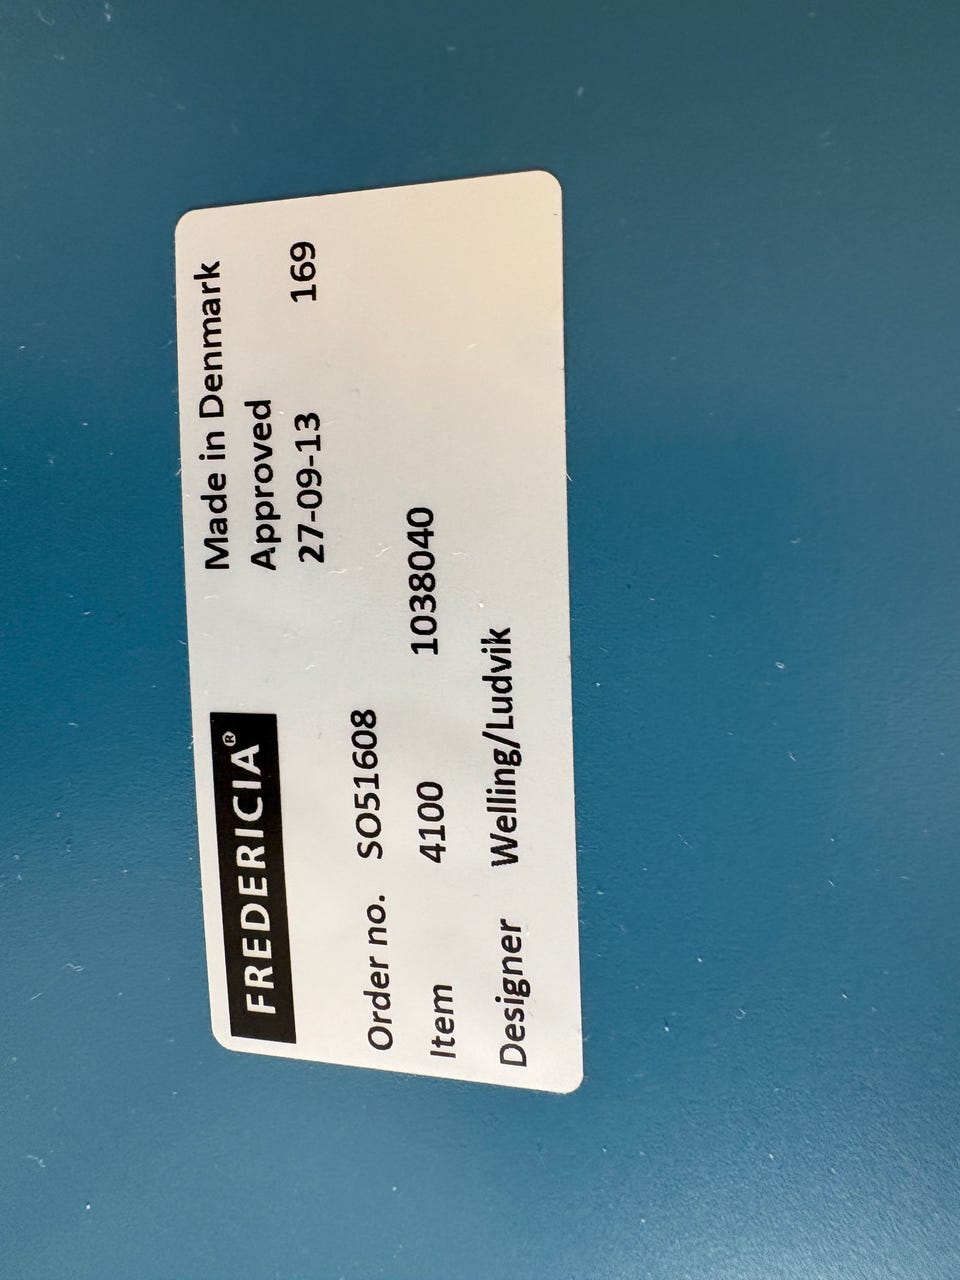 FREDERICIA®
Made in Denmark
Approved
27-09-13 169
Order no. SO51608
Item 4100 1038040
Designer Welling/Ludvik